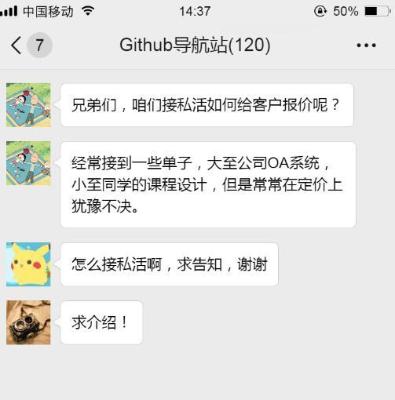 中国移动 14:37 50%
7 Github导航站(120)
兄弟们，咱们接私活如何给客户报价呢？
经常接到一些单子，大至公司OA系统，
小至同学的课程设计，但是常常在定价上
犹豫不决。
怎么接私活啊，求告知，谢谢
求介绍！